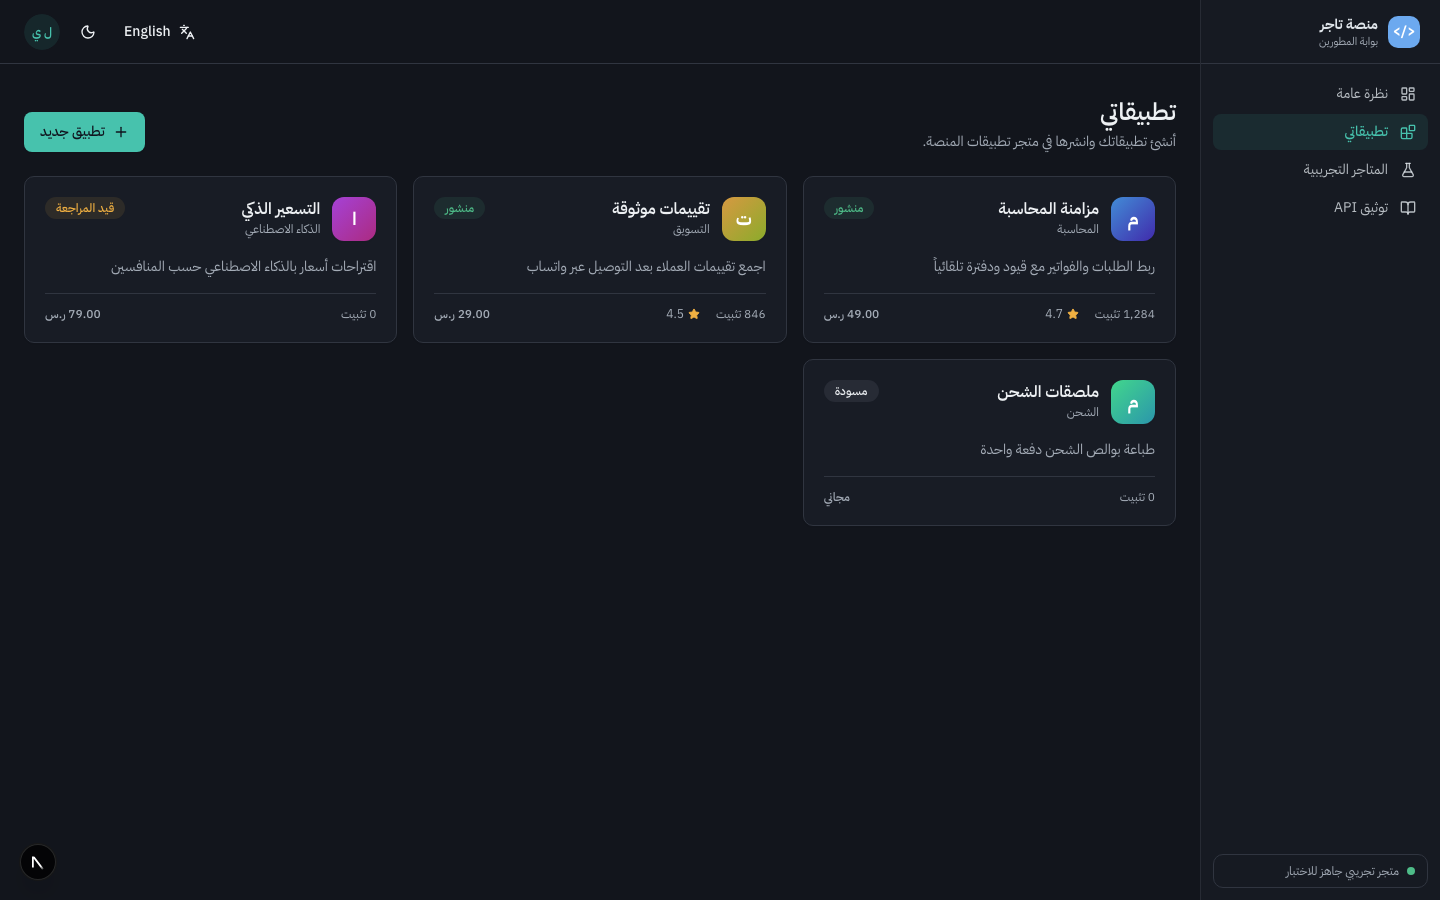 </>
منصة تاجر
بوابة المطورين
نظرة عامة
تطبيقاتي
المتاجر التجريبية
توثيق API
متجر تجريبي جاهز للاختبار
English
ل ي
تطبيقاتي
أنشئ تطبيقاتك وانشرها في متجر تطبيقات المنصة.
تطبيق جديد
م
مزامنة المحاسبة
المحاسبة
منشور
ربط الطلبات والفواتير مع قيود ودفترة تلقائياً
1,284 تثبيت
4.7
49.00 ر.س
ت
تقييمات موثوقة
التسويق
منشور
اجمع تقييمات العملاء بعد التوصيل عبر واتساب
846 تثبيت
4.5
29.00 ر.س
ا
التسعير الذكي
الذكاء الاصطناعي
قيد المراجعة
اقتراحات أسعار بالذكاء الاصطناعي حسب المنافسين
0 تثبيت
79.00 ر.س
م
ملصقات الشحن
الشحن
مسودة
طباعة بوالص الشحن دفعة واحدة
0 تثبيت
مجاني